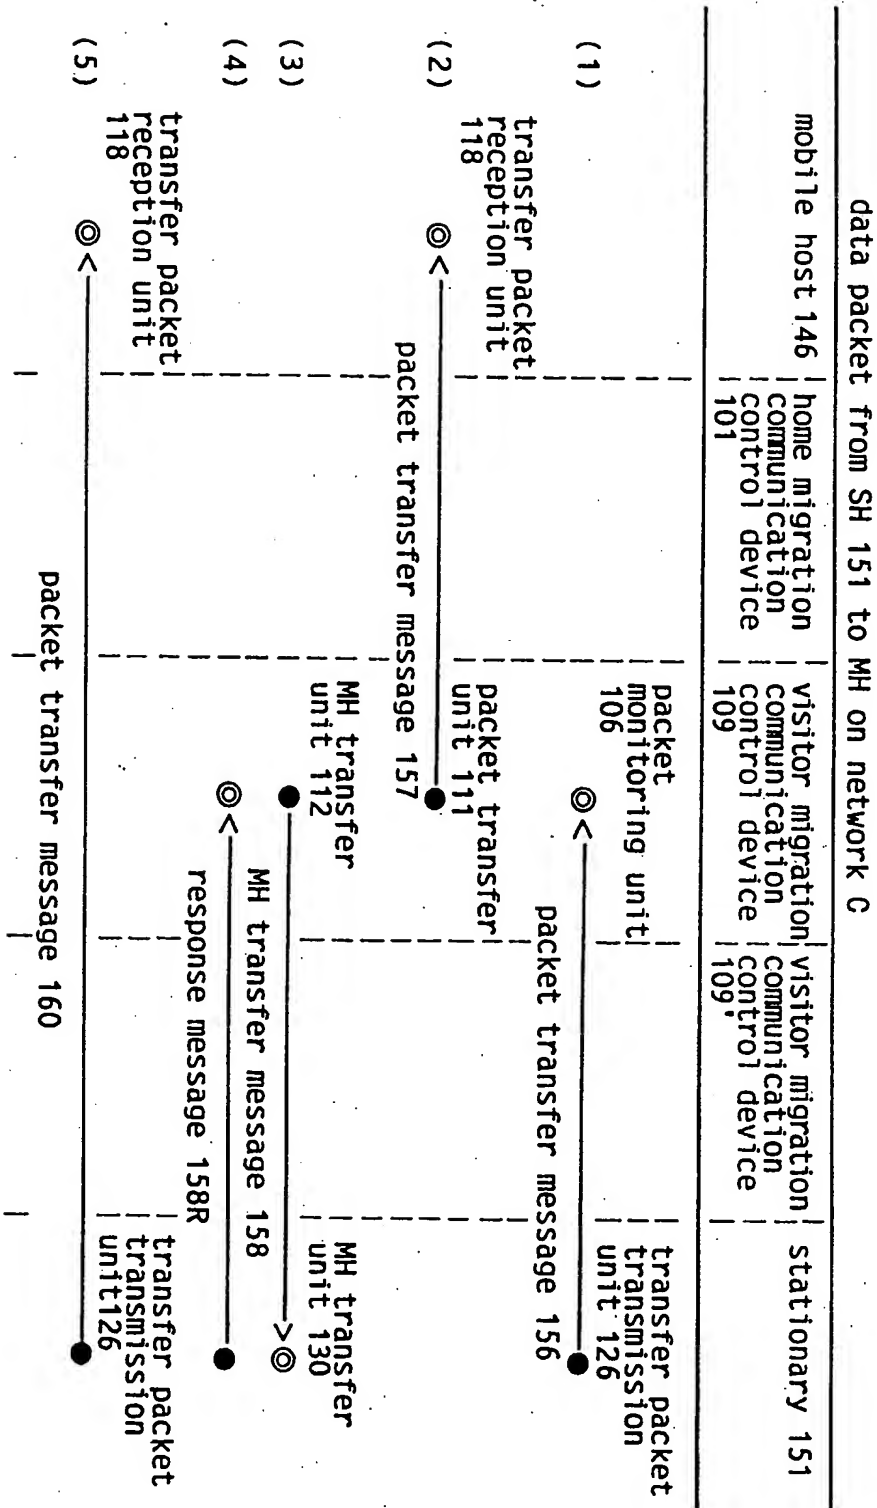 data packet from SH 151 to MH on network C
mobile host 146
home migration
communication
control device
101
visitor migration
communication
control device
109
visitor migration
communication
control device
109'
stationary 151
(1)
packet
monitoring unit
106
packet transfer message 156
transfer packet
transmission
unit 126
(2)
transfer packet
reception unit
118
packet transfer message 157
packet transfer
unit 111
(3)
MH transfer
unit 112
MH transfer message 158
MH transfer
unit 130
(4)
response message 158R
(5)
transfer packet
reception unit
118
packet transfer message 160
transfer packet
transmission
unit126